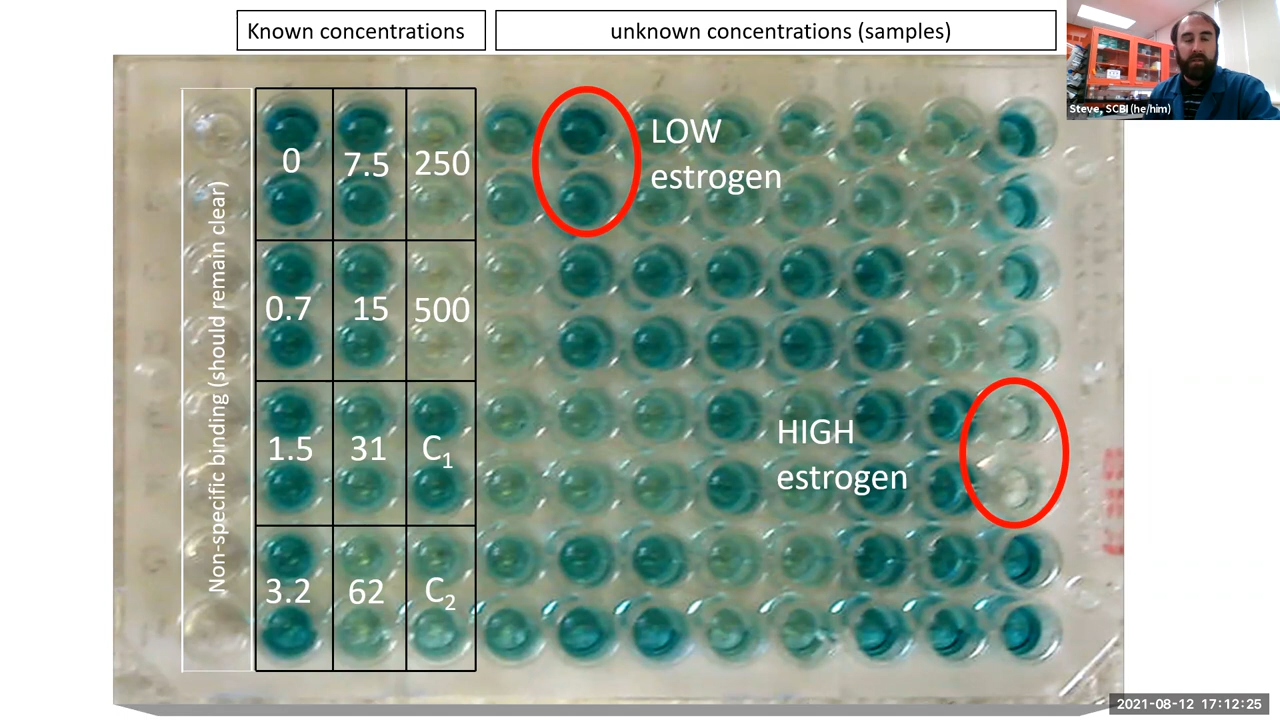 Known concentrations
unknown concentrations (samples)
Steve, SCBI (he/him)
Non-specific binding (should remain clear)
0
7.5
250
0.7
15
500
1.5
31
C₁
3.2
62
C₂
LOW
estrogen
HIGH
estrogen
2021-08-12 17:12:25